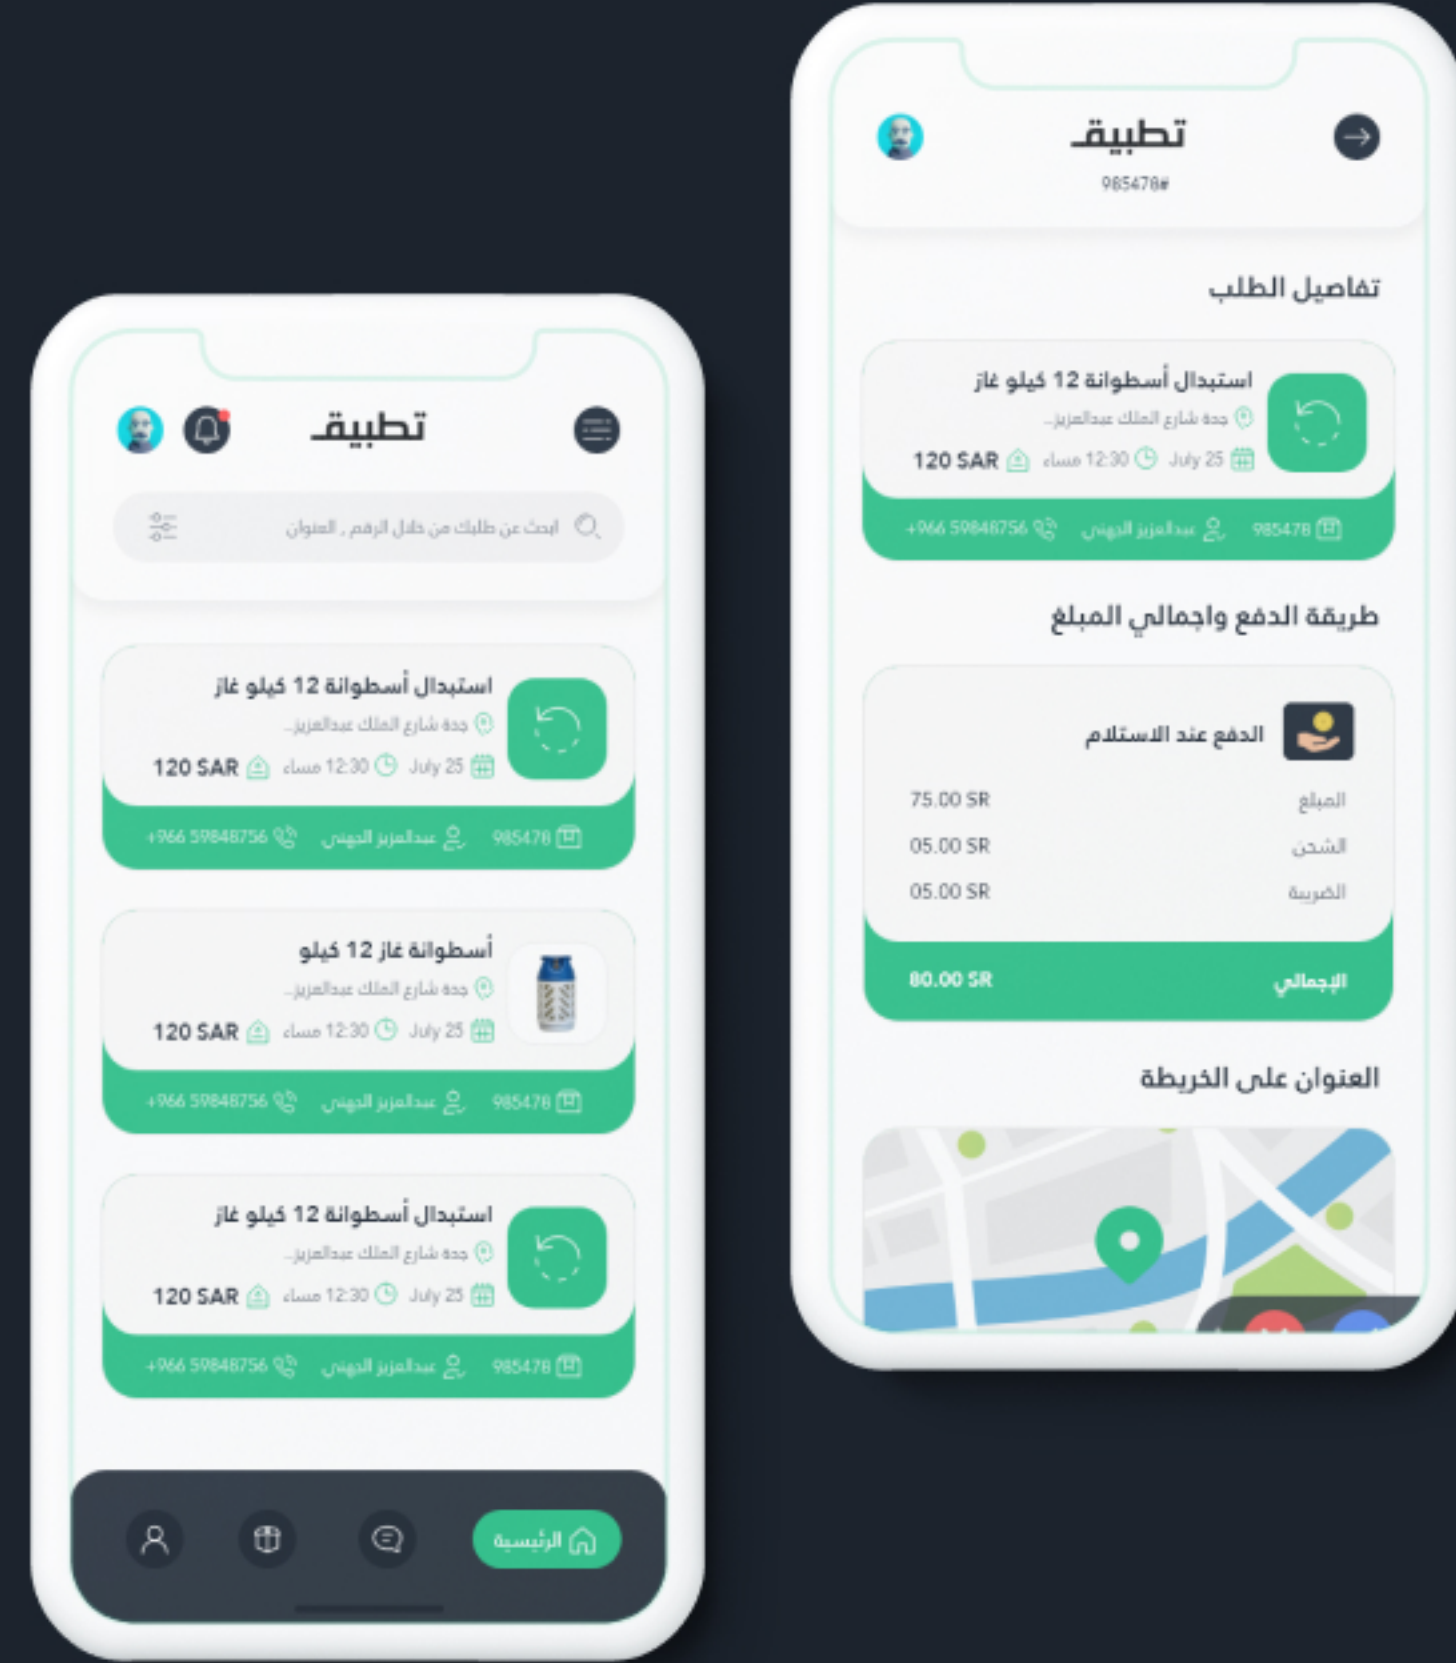 تطبيقـ
ابحث عن طلبك من خلال الرقم , العنوان
استبدال أسطوانة 12 كيلو غاز
جدة شارع الملك عبدالعزيز...
July 25 12:30 مساء 120 SAR
985478 عبدالعزيز الجهني +966 59848756
أسطوانة غاز 12 كيلو
جدة شارع الملك عبدالعزيز...
July 25 12:30 مساء 120 SAR
985478 عبدالعزيز الجهني +966 59848756
استبدال أسطوانة 12 كيلو غاز
جدة شارع الملك عبدالعزيز...
July 25 12:30 مساء 120 SAR
985478 عبدالعزيز الجهني +966 59848756
الرئيسية
تطبيقـ
985478#
تفاصيل الطلب
استبدال أسطوانة 12 كيلو غاز
جدة شارع الملك عبدالعزيز...
July 25 12:30 مساء 120 SAR
985478 عبدالعزيز الجهني +966 59848756
طريقة الدفع واجمالي المبلغ
الدفع عند الاستلام
المبلغ 75.00 SR
الشحن 05.00 SR
الضريبة 05.00 SR
الإجمالي 80.00 SR
العنوان على الخريطة